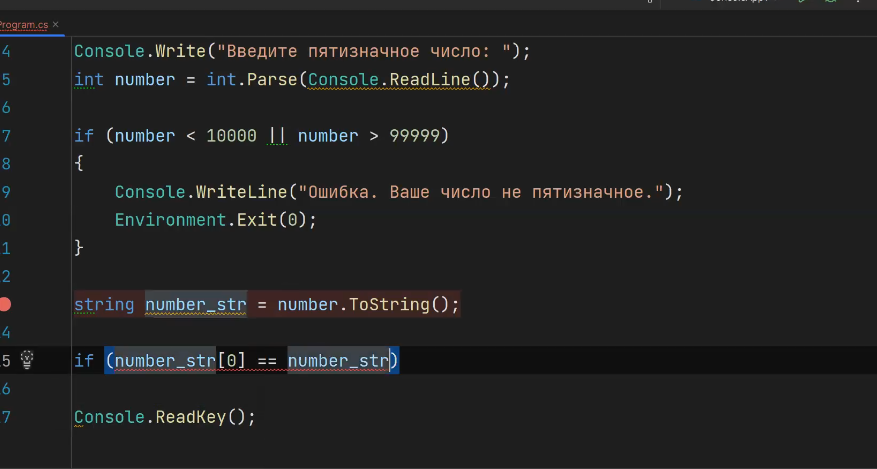 Program.cs ×
4 Console.Write("Введите пятизначное число: ");
5 int number = int.Parse(Console.ReadLine());
6
7 if (number < 10000 || number > 99999)
8 {
9 Console.WriteLine("Ошибка. Ваше число не пятизначное.");
0 Environment.Exit(0);
1 }
2
string number_str = number.ToString();
4
5 if (number_str[0] == number_str)
6
7 Console.ReadKey();